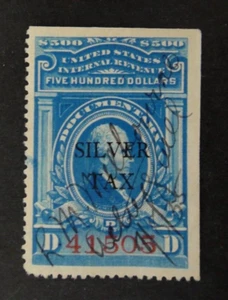 $500 $500
UNITED STATES
INTERNAL REVENUE
FIVE HUNDRED DOLLARS
DOCUMENTARY
SILVER
TAX
D 41505 D